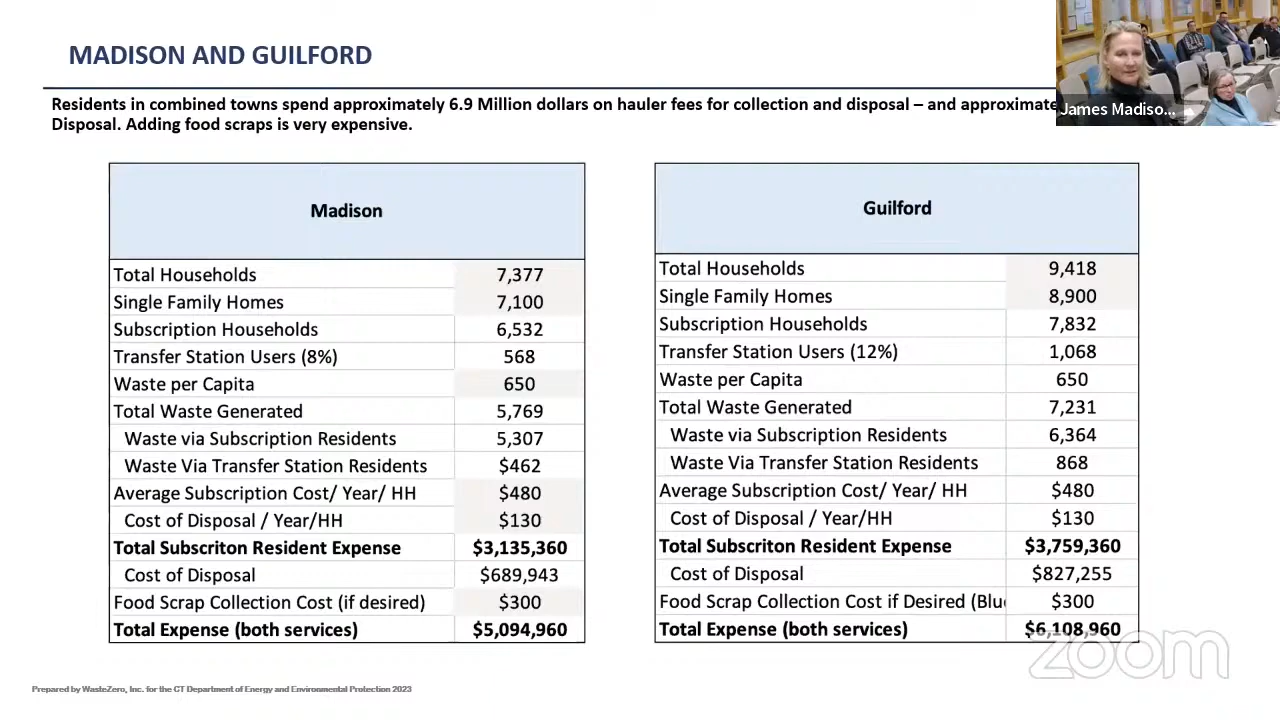 MADISON AND GUILFORD
Residents in combined towns spend approximately 6.9 Million dollars on hauler fees for collection and disposal – and approximate
Disposal. Adding food scraps is very expensive.
James Madiso...
Madison
Total Households 7,377
Single Family Homes 7,100
Subscription Households 6,532
Transfer Station Users (8%) 568
Waste per Capita 650
Total Waste Generated 5,769
Waste via Subscription Residents 5,307
Waste Via Transfer Station Residents $462
Average Subscription Cost/ Year/ HH $480
Cost of Disposal / Year/HH $130
Total Subscriton Resident Expense $3,135,360
Cost of Disposal $689,943
Food Scrap Collection Cost (if desired) $300
Total Expense (both services) $5,094,960
Guilford
Total Households 9,418
Single Family Homes 8,900
Subscription Households 7,832
Transfer Station Users (12%) 1,068
Waste per Capita 650
Total Waste Generated 7,231
Waste via Subscription Residents 6,364
Waste Via Transfer Station Residents 868
Average Subscription Cost/ Year/ HH $480
Cost of Disposal / Year/HH $130
Total Subscriton Resident Expense $3,759,360
Cost of Disposal $827,255
Food Scrap Collection Cost if Desired (Blu $300
Total Expense (both services) $6,108,960
zoom
Prepared by WasteZero, Inc. for the CT Department of Energy and Environmental Protection 2023